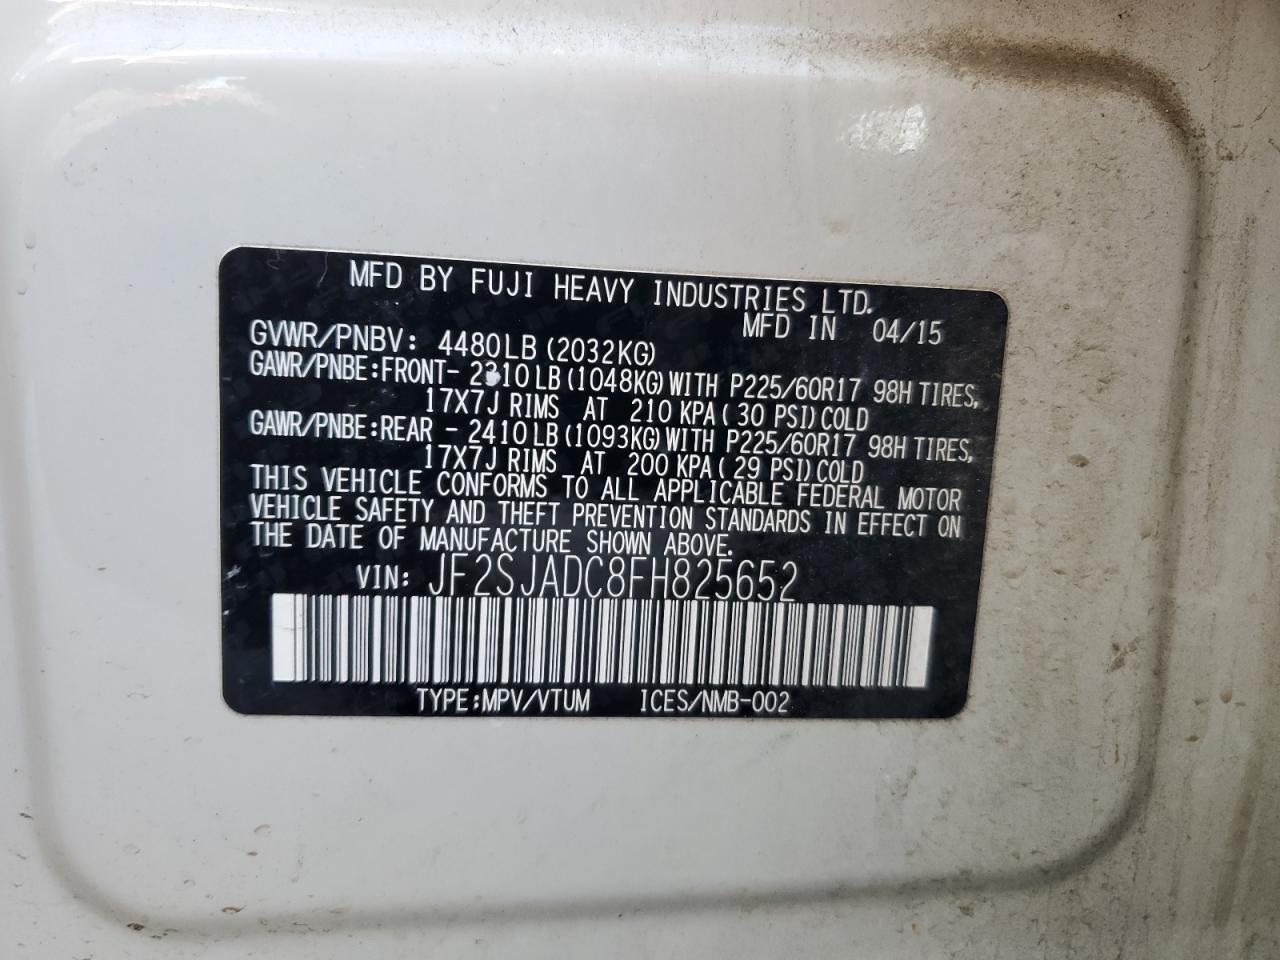 MFD BY FUJI HEAVY INDUSTRIES LTD.
MFD IN 04/15
GVWR/PNBV: 4480LB (2032KG)
GAWR/PNBE:FRONT- 2310LB (1048KG) WITH P225/60R17 98H TIRES,
17X7J RIMS AT 210 KPA (30 PSI) COLD
GAWR/PNBE:REAR - 2410LB (1093KG) WITH P225/60R17 98H TIRES,
17X7J RIMS AT 200 KPA (29 PSI) COLD
THIS VEHICLE CONFORMS TO ALL APPLICABLE FEDERAL MOTOR
VEHICLE SAFETY AND THEFT PREVENTION STANDARDS IN EFFECT ON
THE DATE OF MANUFACTURE SHOWN ABOVE.
VIN: JF2SJADC8FH825652
TYPE:MPV/VTUM ICES/NMB-002